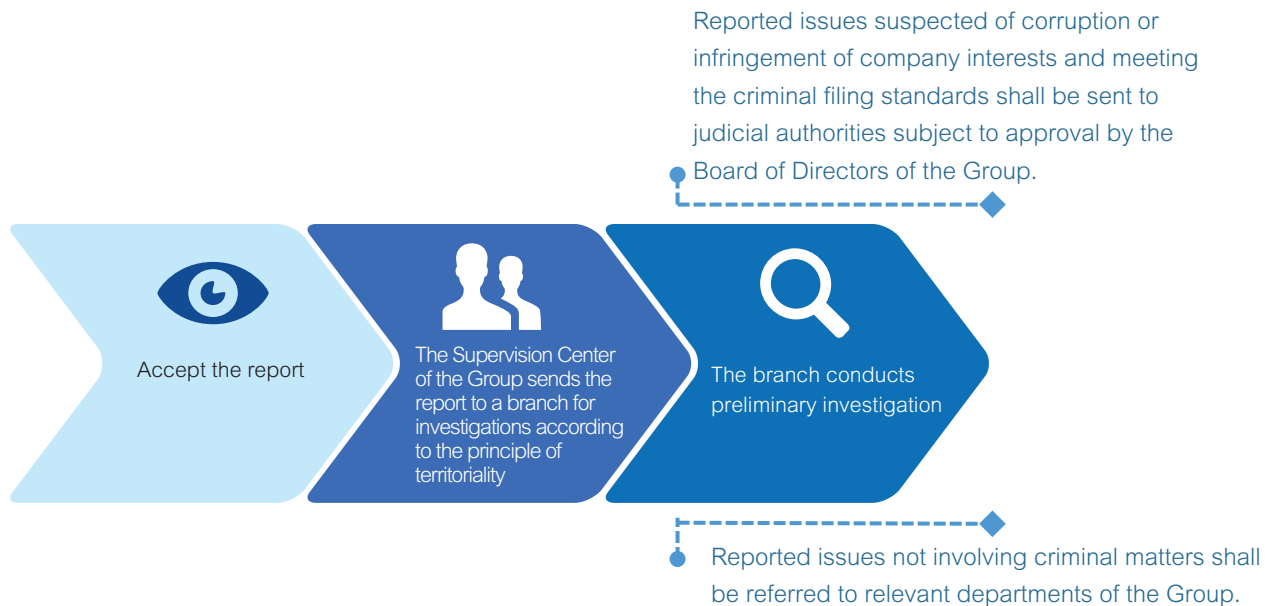 Reported issues suspected of corruption or
infringement of company interests and meeting
the criminal filing standards shall be sent to
judicial authorities subject to approval by the
Board of Directors of the Group.
Accept the report
The Supervision Center
of the Group sends the
report to a branch for
investigations according
to the principle of
territoriality
The branch conducts
preliminary investigation
Reported issues not involving criminal matters shall
be referred to relevant departments of the Group.